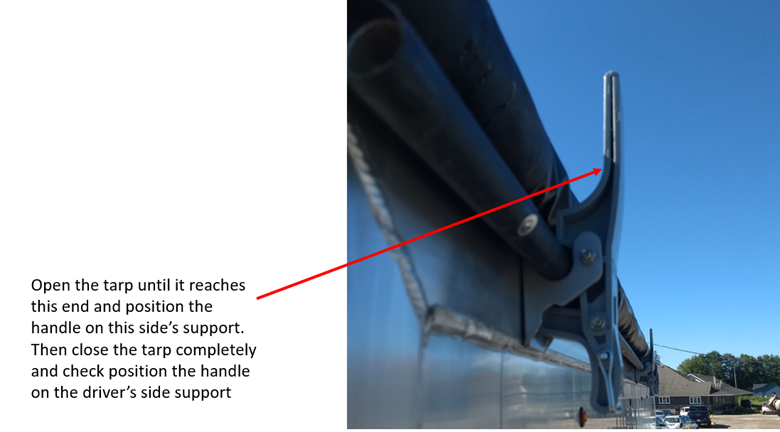 Open the tarp until it reaches
this end and position the
handle on this side's support.
Then close the tarp completely
and check position the handle
on the driver's side support